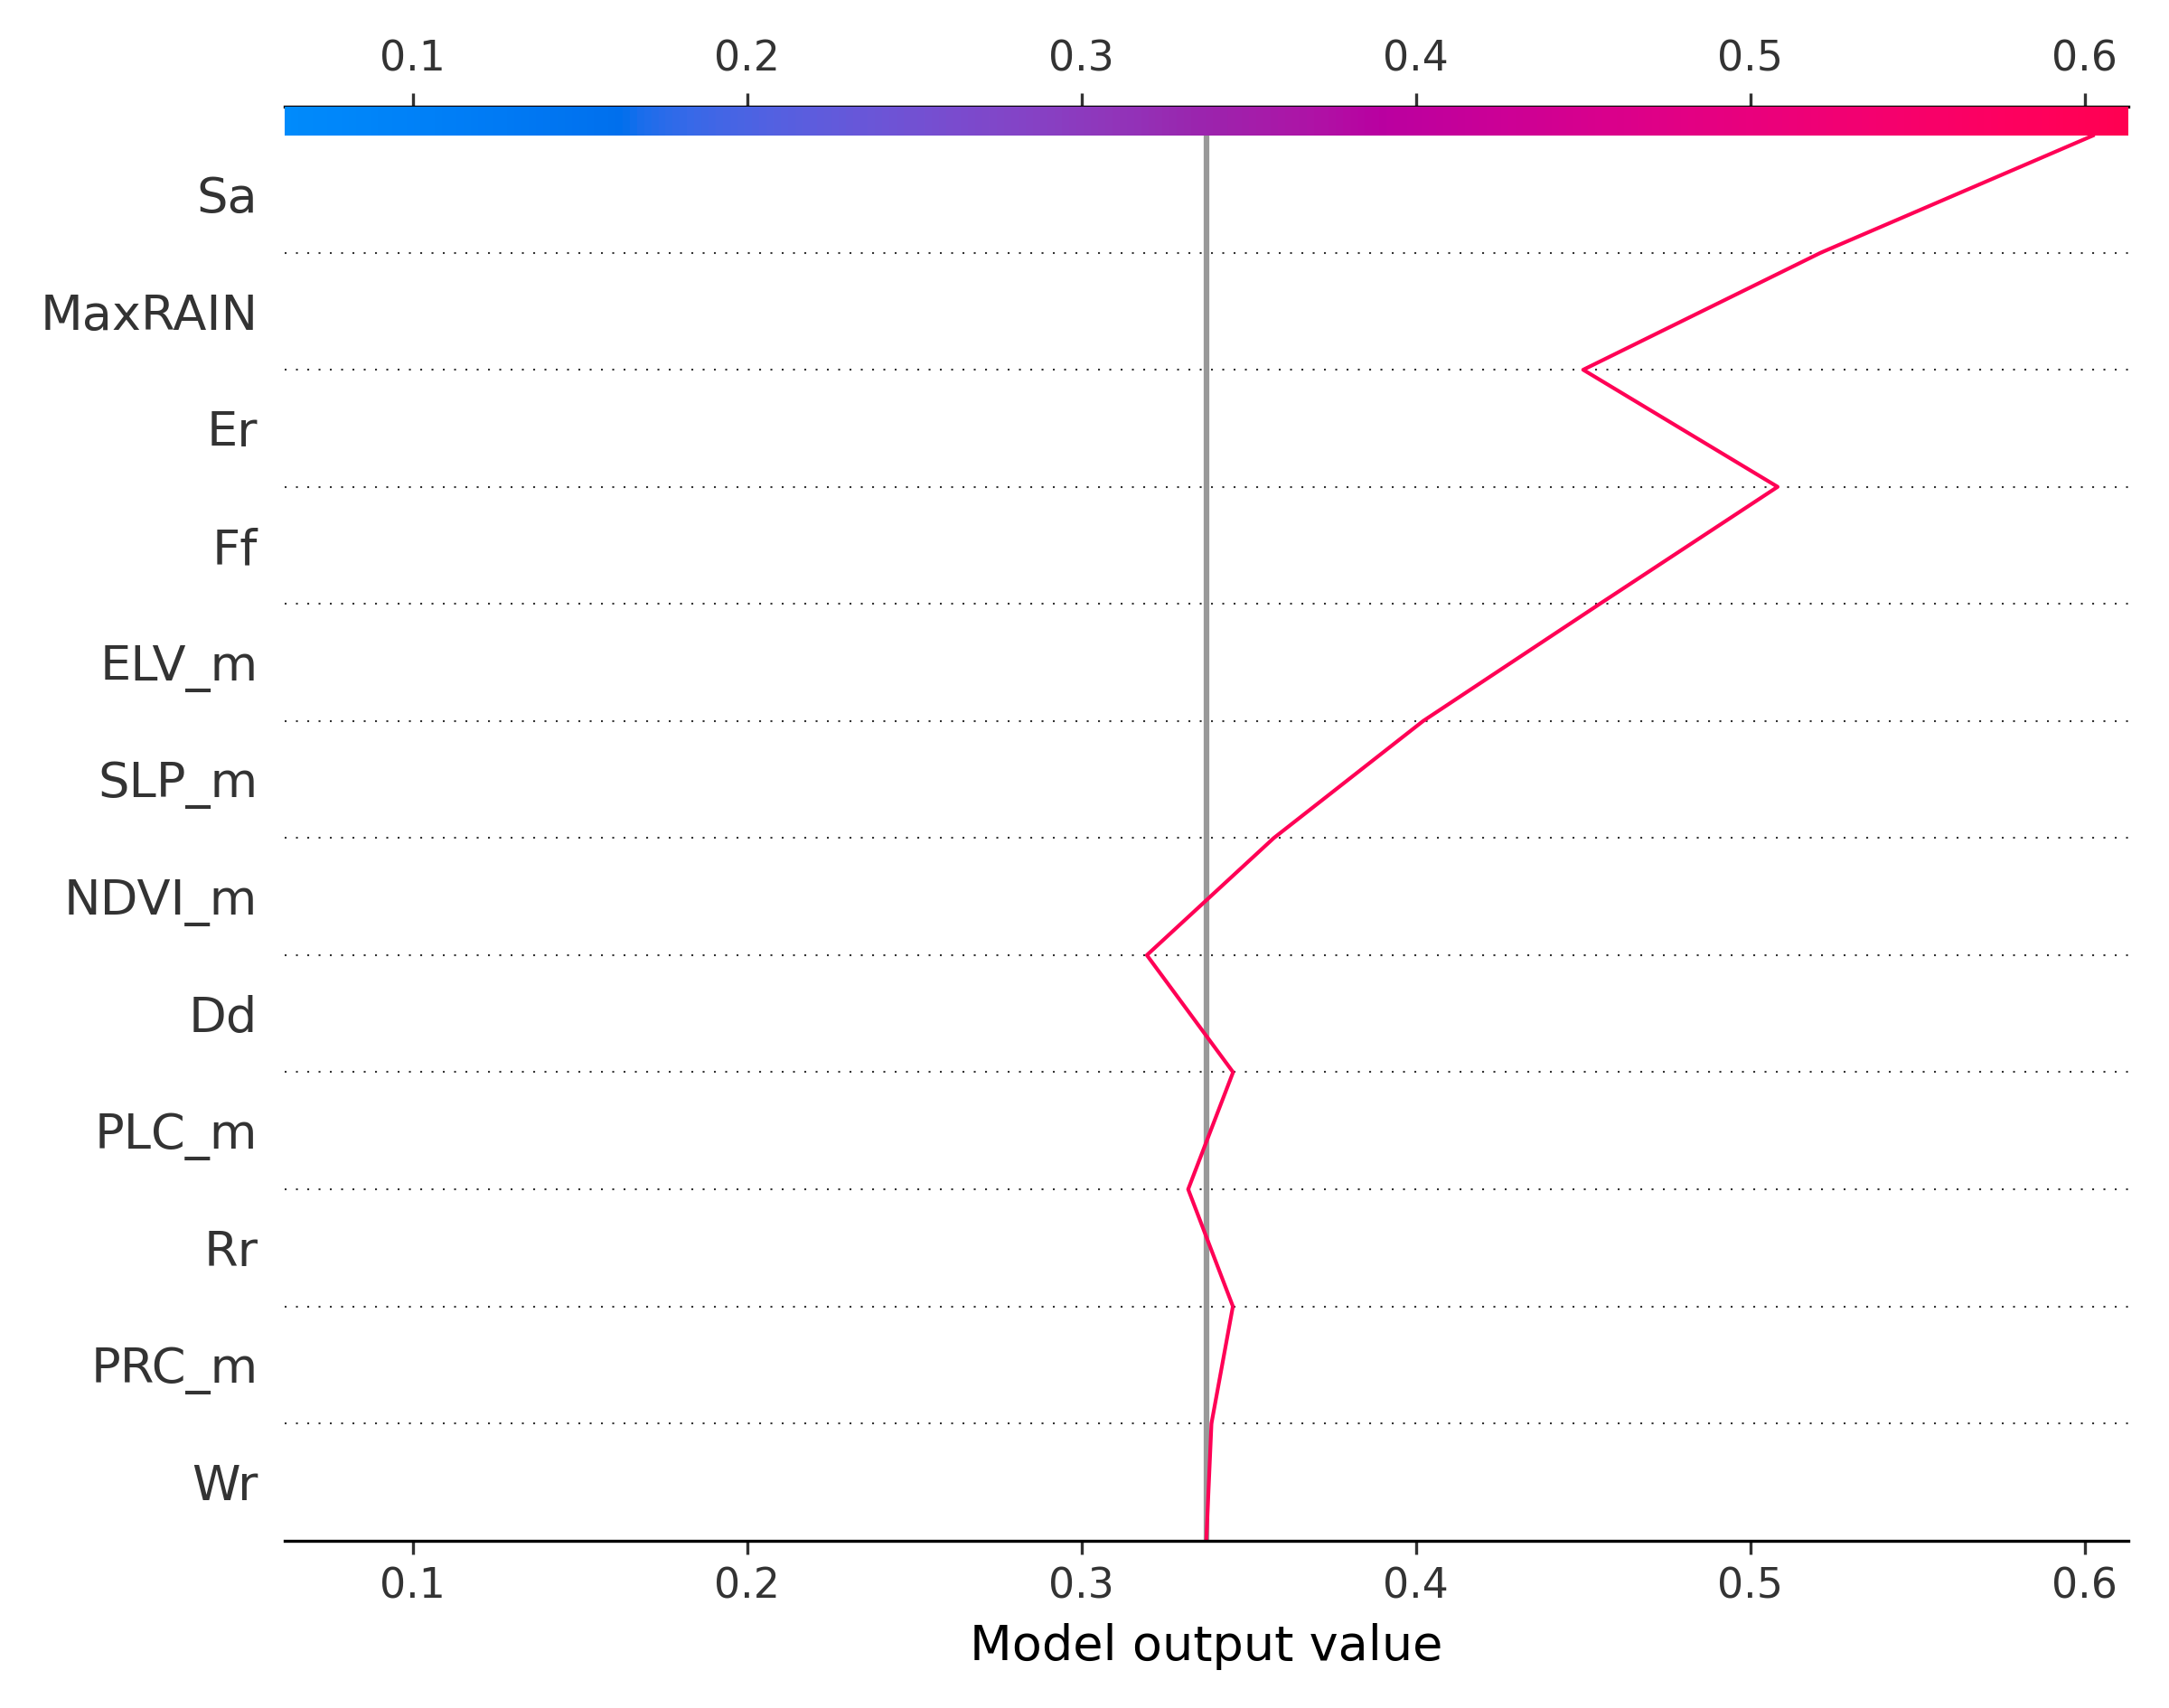 0.1 0.2 0.3 0.4 0.5 0.6
Sa
MaxRAIN
Er
Ff
ELV_m
SLP_m
NDVI_m
Dd
PLC_m
Rr
PRC_m
Wr
0.1 0.2 0.3 0.4 0.5 0.6
Model output value